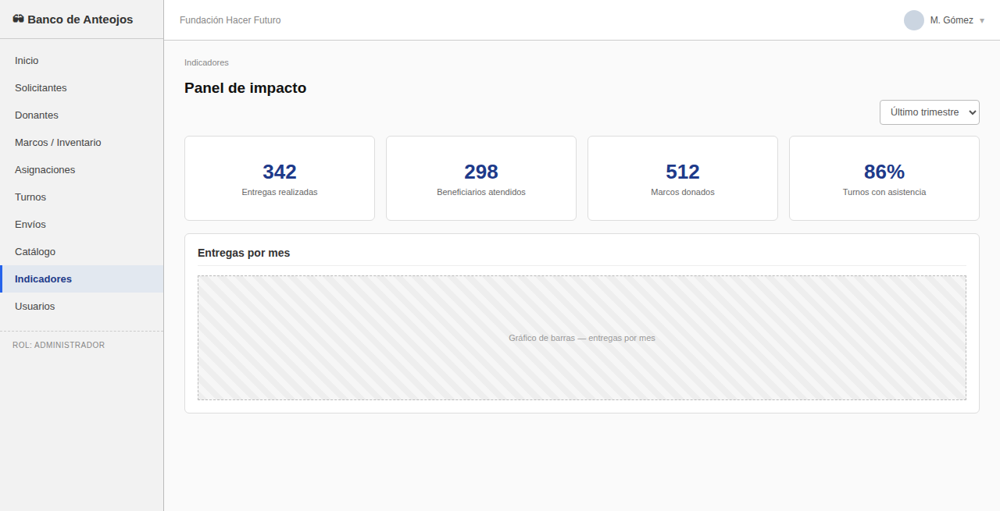 🕶 Banco de Anteojos
Fundación Hacer Futuro
M. Gómez ▾
Inicio
Solicitantes
Donantes
Marcos / Inventario
Asignaciones
Turnos
Envíos
Catálogo
Indicadores
Usuarios
ROL: ADMINISTRADOR
Indicadores
Panel de impacto
Último trimestre
342
Entregas realizadas
298
Beneficiarios atendidos
512
Marcos donados
86%
Turnos con asistencia
Entregas por mes
Gráfico de barras — entregas por mes